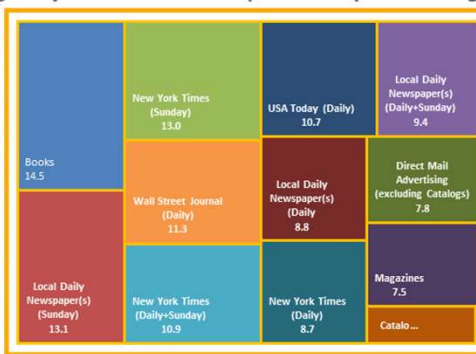 Books
14.5
Local Daily
Newspaper(s)
(Sunday)
13.1
New York Times
(Sunday)
13.0
Wall Street Journal
(Daily)
11.3
New York Times
(Daily+Sunday)
10.9
USA Today (Daily)
10.7
Local Daily
Newspaper(s)
(Daily
8.8
New York Times
(Daily)
8.7
Local Daily
Newspaper(s)
(Daily+Sunday)
9.4
Direct Mail
Advertising
(excluding Catalogs)
7.8
Magazines
7.5
Catalo...